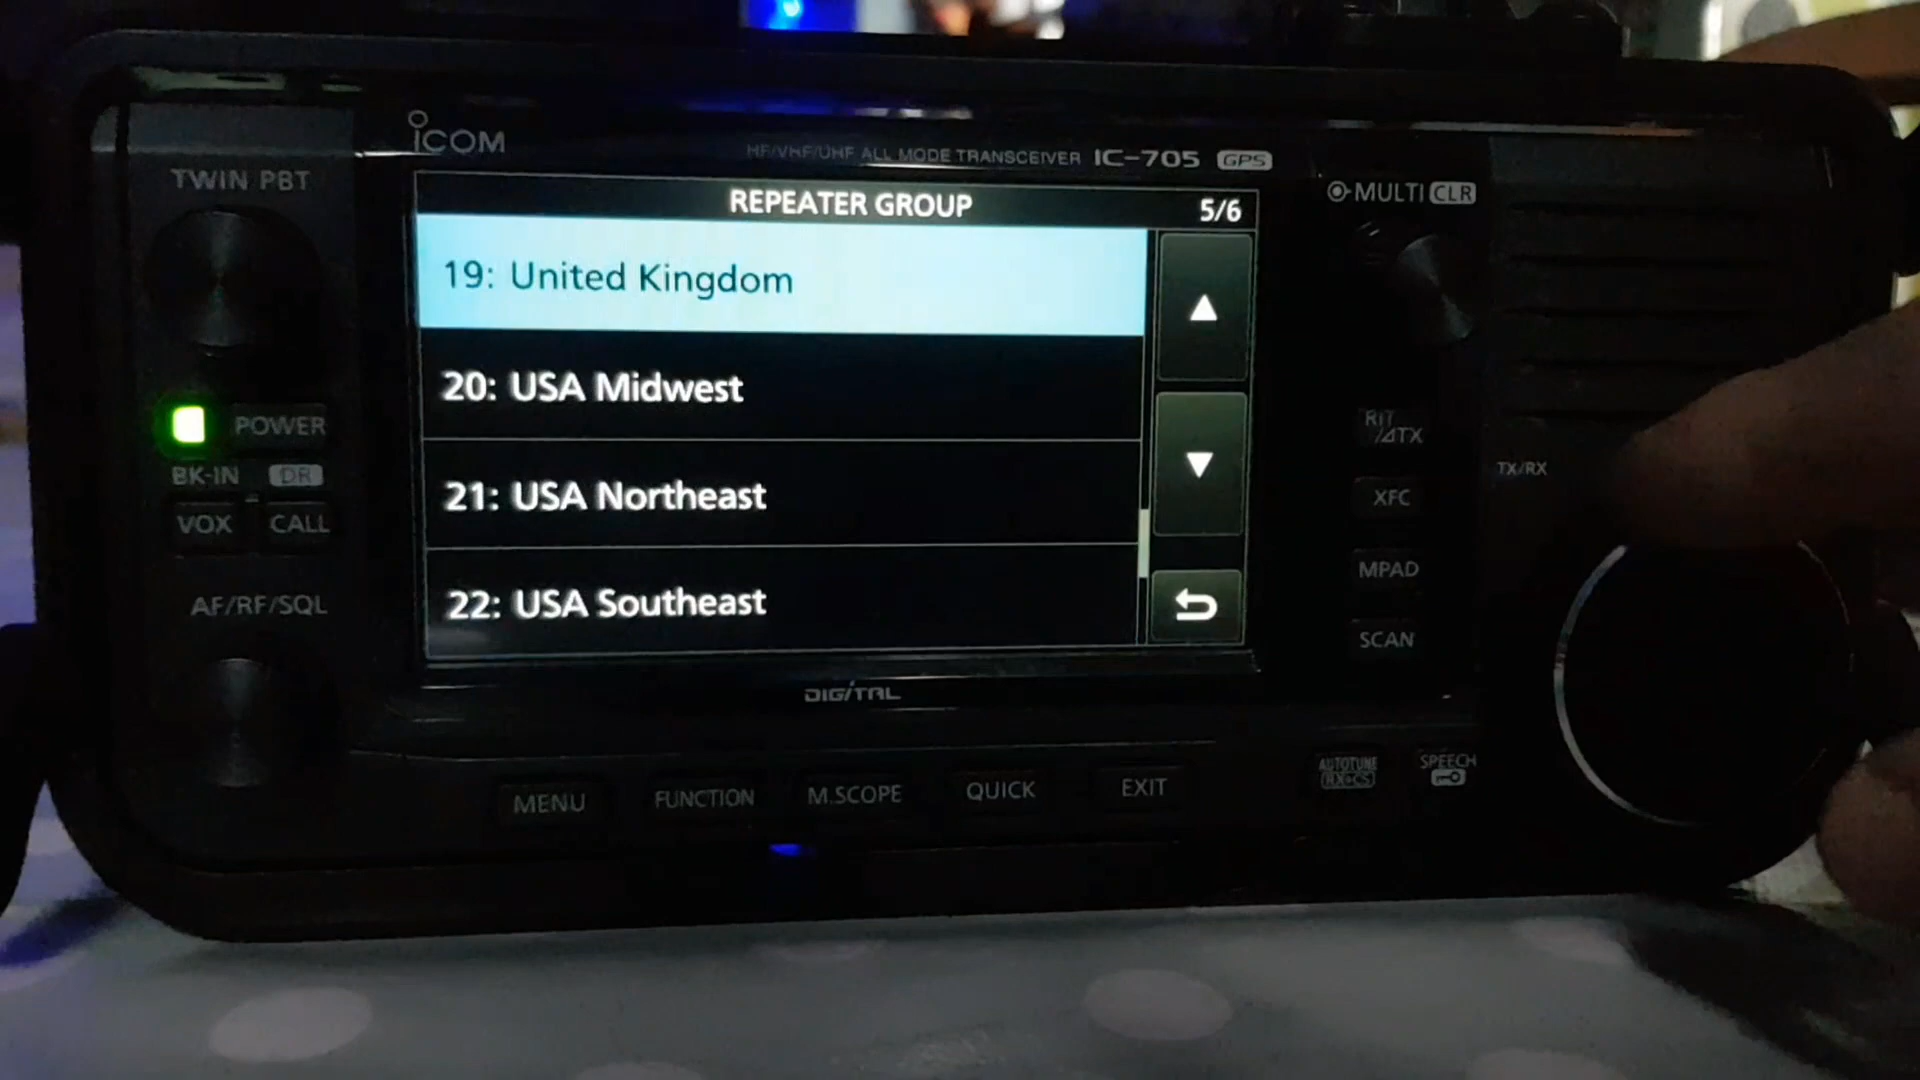 ICOM
HF/VHF/UHF ALL MODE TRANSCEIVER IC-705 GPS
TWIN PBT
MULTI CLR
REPEATER GROUP 5/6
19: United Kingdom
20: USA Midwest
21: USA Northeast
22: USA Southeast
POWER
BK-IN DR
VOX CALL
AF/RF/SQL
RIT
/⊿TX
TX/RX
XFC
MPAD
SCAN
DIGITAL
MENU FUNCTION M.SCOPE QUICK EXIT
AUTOTUNE
RX→CS
SPEECH